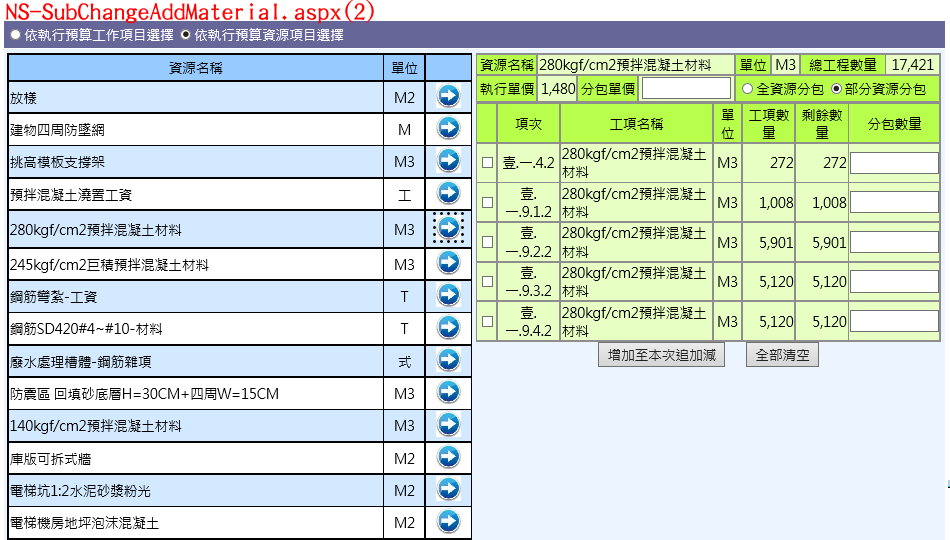 NS-SubChangeAddMaterial.aspx(2)
依執行預算工作項目選擇 依執行預算資源項目選擇
資源名稱 單位
放樣 M2
建物四周防墜網 M
挑高模板支撐架 M3
預拌混凝土澆置工資 工
280kgf/cm2預拌混凝土材料 M3
245kgf/cm2巨積預拌混凝土材料 M3
鋼筋彎紮-工資 T
鋼筋SD420#4~#10-材料 T
廢水處理槽體-鋼筋雜項 式
防震區 回填砂底層H=30CM+四周W=15CM M3
140kgf/cm2預拌混凝土材料 M3
庫版可拆式牆 M2
電梯坑1:2水泥砂漿粉光 M2
電梯機房地坪泡沫混凝土 M2
資源名稱 280kgf/cm2預拌混凝土材料 單位 M3 總工程數量 17,421
執行單價 1,480 分包單價 全資源分包 部分資源分包
項次 工項名稱 單位 工項數量 剩餘數量 分包數量
壹.一.4.2 280kgf/cm2預拌混凝土材料 M3 272 272
壹.一.9.1.2 280kgf/cm2預拌混凝土材料 M3 1,008 1,008
壹.一.9.2.2 280kgf/cm2預拌混凝土材料 M3 5,901 5,901
壹.一.9.3.2 280kgf/cm2預拌混凝土材料 M3 5,120 5,120
壹.一.9.4.2 280kgf/cm2預拌混凝土材料 M3 5,120 5,120
增加至本次追加減 全部清空